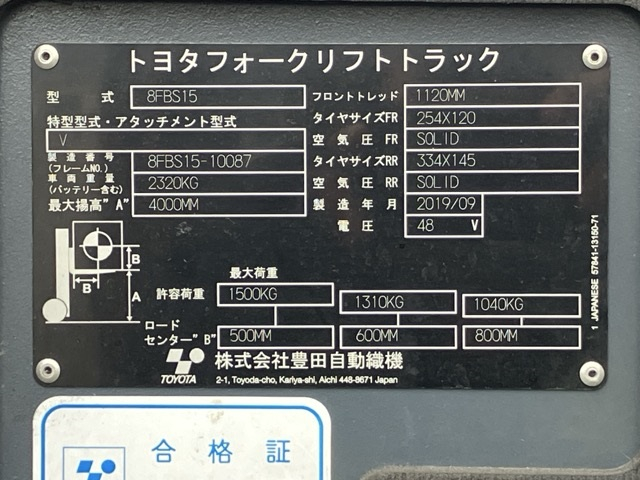 トヨタフォークリフトトラック
型 式 8FBS15
特型型式・アタッチメント型式
V
製造番号 (フレームNO.) 8FBS15-10087
車両重量 (バッテリー含む) 2320KG
最大揚高"A" 4000MM
フロントトレッド 1120MM
タイヤサイズFR 254X120
空気圧 FR SOLID
タイヤサイズRR 334X145
空気圧 RR SOLID
製造年月 2019/09
電圧 48 V
B
B
A
最大荷重
許容荷重 1500KG 1310KG 1040KG
ロード
センター"B" 500MM 600MM 800MM
TOYOTA
株式会社豊田自動織機
2-1, Toyoda-cho, Kariya-shi, Aichi 448-8671 Japan
1 JAPANESE 57841-13150-71
合格証